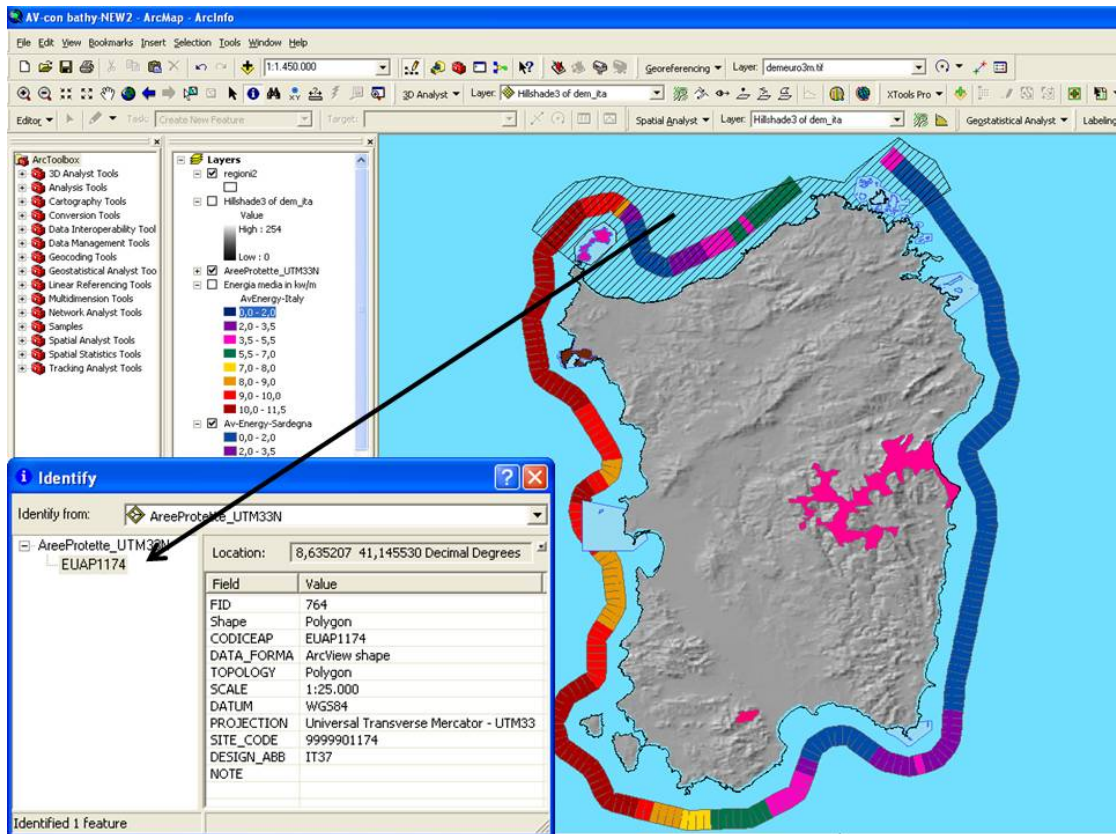 AV-con bathy-NEW2 - ArcMap - ArcInfo
File Edit View Bookmarks Insert Selection Tools Window Help
1:1.450.000 Georeferencing Layer: demeuro3m.tif
3D Analyst Layer: Hillshade3 of dem_ita XTools Pro
Editor Task: Create New Feature Target: Spatial Analyst Layer: Hillshade3 of dem_ita Geostatistical Analyst Labeling
ArcToolbox
3D Analyst Tools
Analysis Tools
Cartography Tools
Conversion Tools
Data Interoperability Tool
Data Management Tools
Geocoding Tools
Geostatistical Analyst Too
Linear Referencing Tools
Multidimension Tools
Network Analyst Tools
Samples
Spatial Analyst Tools
Spatial Statistics Tools
Tracking Analyst Tools
Layers
regioni2
Hillshade3 of dem_ita
Value
High : 254
Low : 0
AreeProtette_UTM33N
Energia media in kw/m
AvEnergy-Italy
0,0 - 2,0
2,0 - 3,5
3,5 - 5,5
5,5 - 7,0
7,0 - 8,0
8,0 - 9,0
9,0 - 10,0
10,0 - 11,5
Av-Energy-Sardegna
0,0 - 2,0
2,0 - 3,5
Identify
Identify from: AreeProtette_UTM33N
AreeProtette_UTM33N
EUAP1174
Location: 8,635207 41,145530 Decimal Degrees
Field Value
FID 764
Shape Polygon
CODICEAP EUAP1174
DATA_FORMA ArcView shape
TOPOLOGY Polygon
SCALE 1:25.000
DATUM WGS84
PROJECTION Universal Transverse Mercator - UTM33
SITE_CODE 9999901174
DESIGN_ABB IT37
NOTE
Identified 1 feature